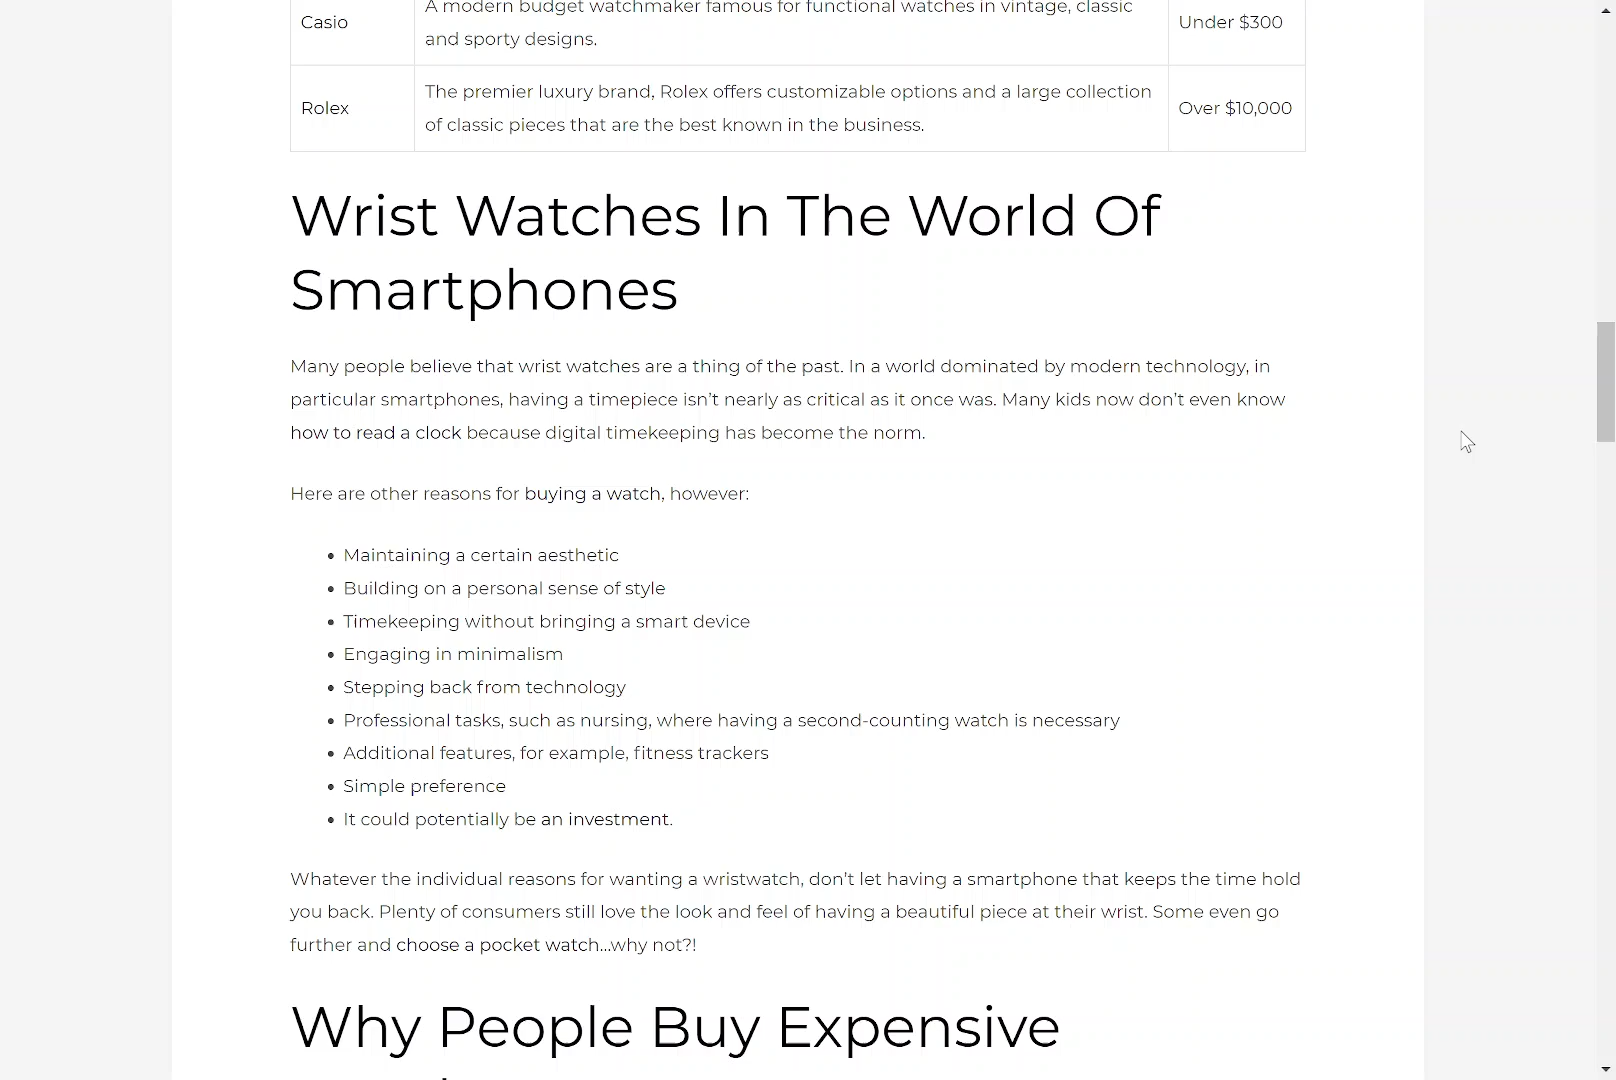 Casio
A modern budget watchmaker famous for functional watches in vintage, classic
and sporty designs.
Under $300
Rolex
The premier luxury brand, Rolex offers customizable options and a large collection
of classic pieces that are the best known in the business.
Over $10,000
Wrist Watches In The World Of
Smartphones
Many people believe that wrist watches are a thing of the past. In a world dominated by modern technology, in
particular smartphones, having a timepiece isn’t nearly as critical as it once was. Many kids now don’t even know
how to read a clock because digital timekeeping has become the norm.
Here are other reasons for buying a watch, however:
• Maintaining a certain aesthetic
• Building on a personal sense of style
• Timekeeping without bringing a smart device
• Engaging in minimalism
• Stepping back from technology
• Professional tasks, such as nursing, where having a second-counting watch is necessary
• Additional features, for example, fitness trackers
• Simple preference
• It could potentially be an investment.
Whatever the individual reasons for wanting a wristwatch, don’t let having a smartphone that keeps the time hold
you back. Plenty of consumers still love the look and feel of having a beautiful piece at their wrist. Some even go
further and choose a pocket watch…why not?!
Why People Buy Expensive